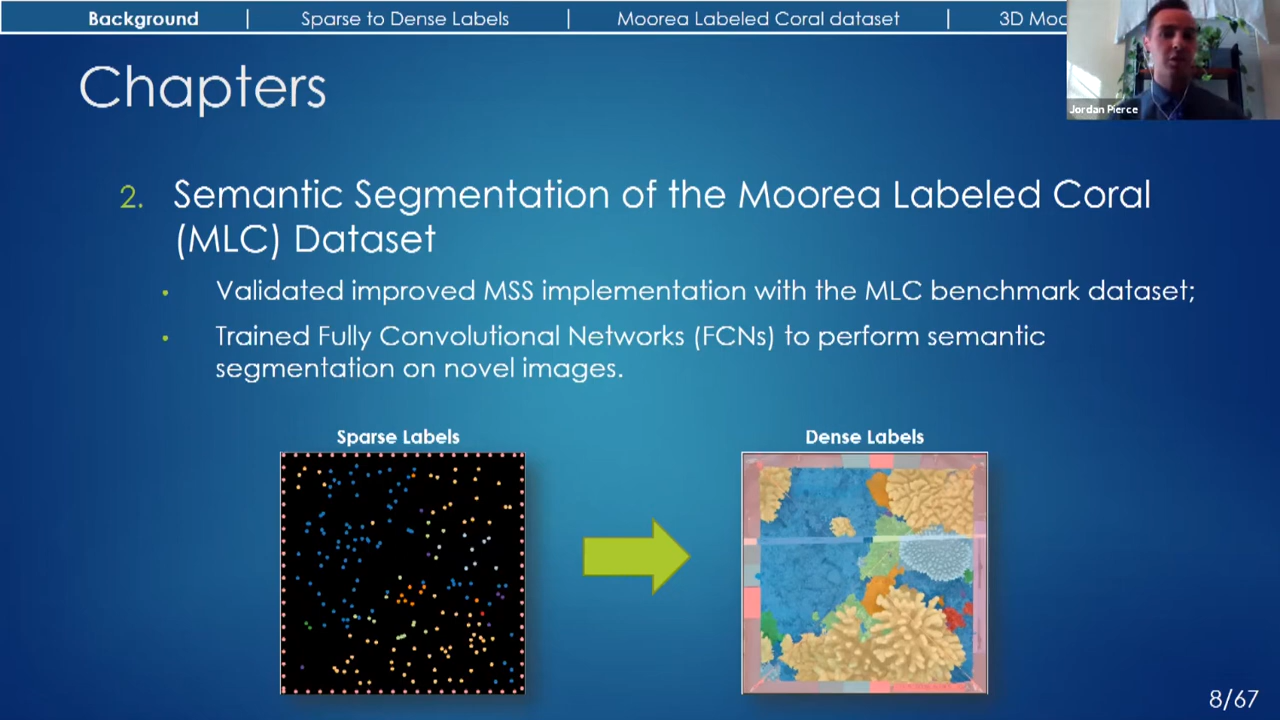 Background | Sparse to Dense Labels | Moorea Labeled Coral dataset | 3D
Jordan Pierce
Chapters
2. Semantic Segmentation of the Moorea Labeled Coral
(MLC) Dataset
• Validated improved MSS implementation with the MLC benchmark dataset;
• Trained Fully Convolutional Networks (FCNs) to perform semantic
segmentation on novel images.
Sparse Labels
Dense Labels
8/67